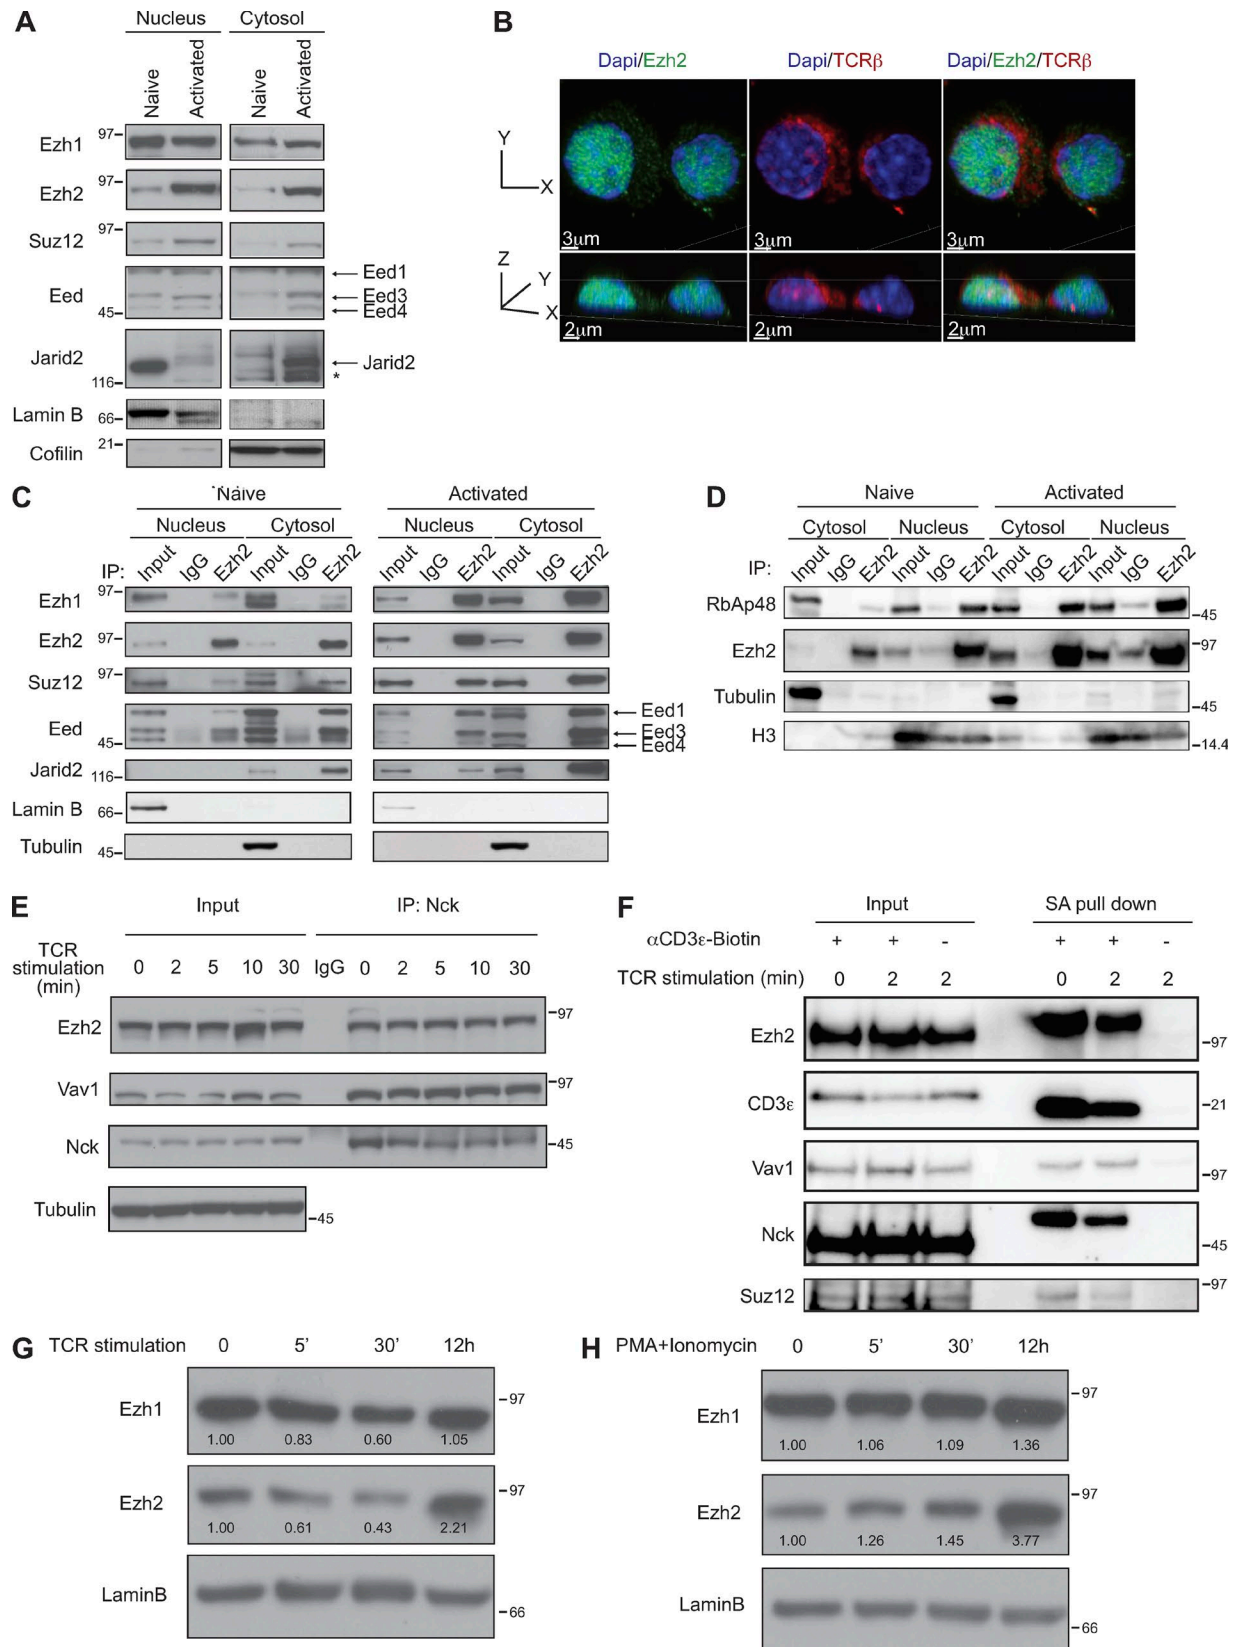 A
Nucleus Cytosol
Naive Activated Naive Activated
Ezh1 97
Ezh2 97
Suz12 97
Eed 45 Eed1
Eed3
Eed4
Jarid2 116 Jarid2
*
Lamin B 66
Cofilin 21
B
Dapi/Ezh2 Dapi/TCRβ Dapi/Ezh2/TCRβ
Y
X
3μm 3μm 3μm
Z
Y
X
2μm 2μm 2μm
C
Naive Activated
Nucleus Cytosol Nucleus Cytosol
IP: Input IgG Ezh2 Input IgG Ezh2 Input IgG Ezh2 Input IgG Ezh2
Ezh1 97
Ezh2 97
Suz12 97
Eed 45 Eed1
Eed3
Eed4
Jarid2 116
Lamin B 66
Tubulin 45
D
Naive Activated
Cytosol Nucleus Cytosol Nucleus
IP: Input IgG Ezh2 Input IgG Ezh2 Input IgG Ezh2 Input IgG Ezh2
RbAp48 45
Ezh2 97
Tubulin 45
H3 14.4
E
Input IP: Nck
TCR
stimulation
(min)
0 2 5 10 30 IgG 0 2 5 10 30
Ezh2 97
Vav1 97
Nck 45
Tubulin 45
F
Input SA pull down
αCD3ε-Biotin + + - + + -
TCR stimulation (min) 0 2 2 0 2 2
Ezh2 97
CD3ε 21
Vav1 97
Nck 45
Suz12 97
G TCR stimulation 0 5' 30' 12h
Ezh1 97
1.00 0.83 0.60 1.05
Ezh2 97
1.00 0.61 0.43 2.21
LaminB 66
H PMA+Ionomycin 0 5' 30' 12h
Ezh1 97
1.00 1.06 1.09 1.36
Ezh2 97
1.00 1.26 1.45 3.77
LaminB 66